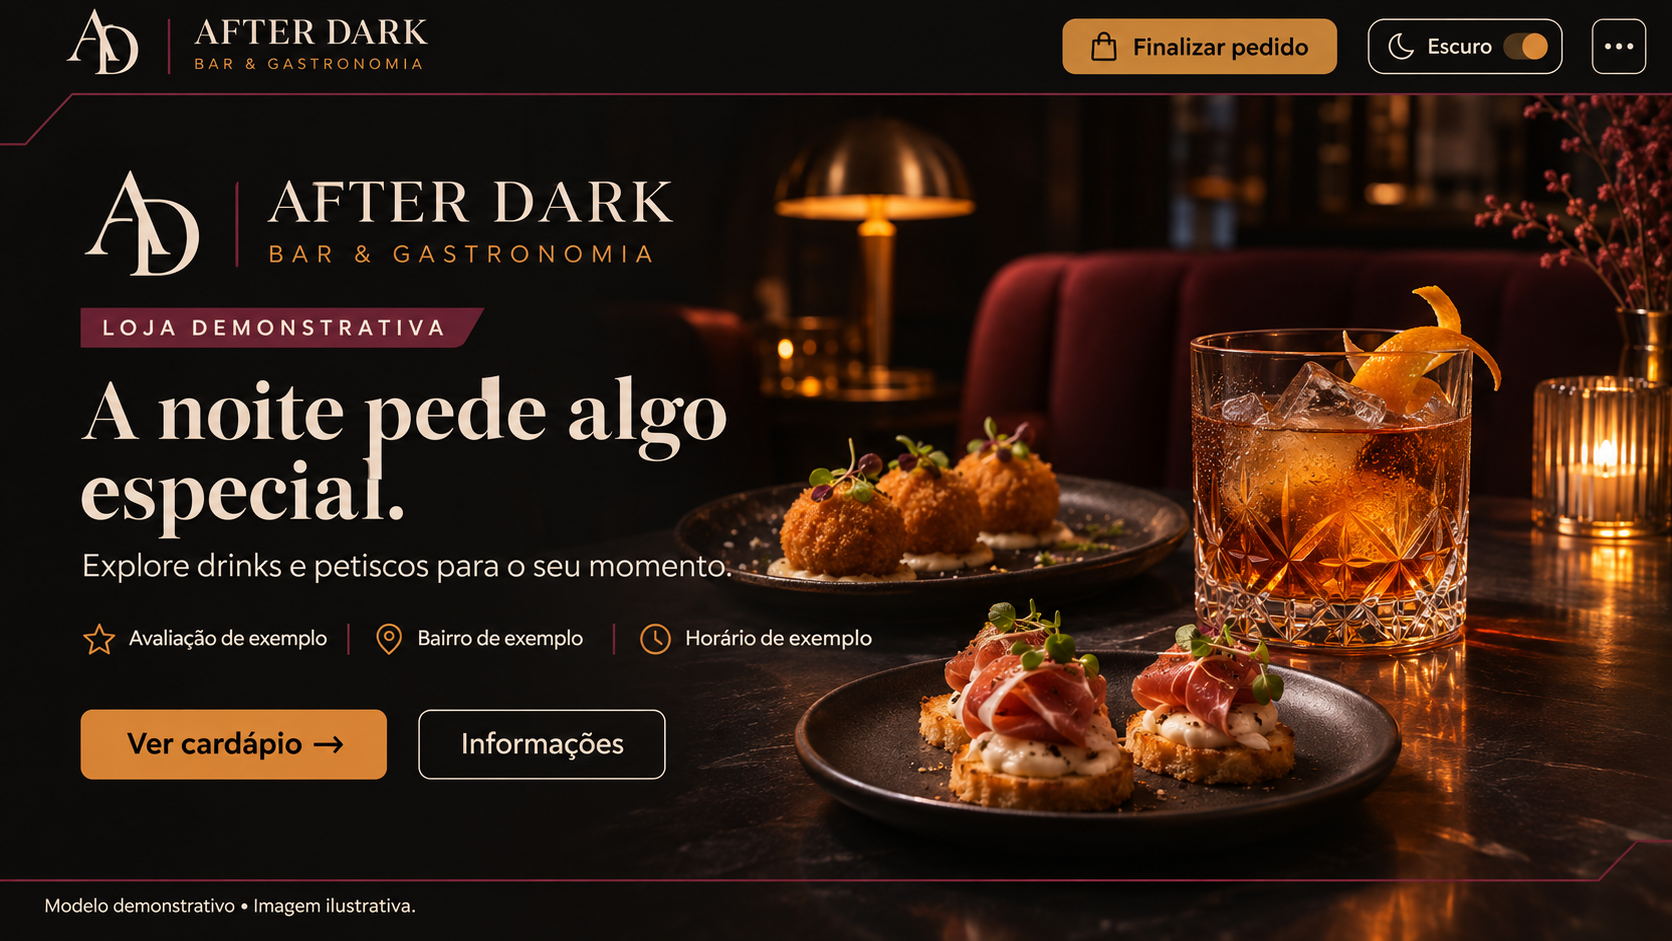 AD AFTER DARK
BAR & GASTRONOMIA
Finalizar pedido
Escuro
AD AFTER DARK
BAR & GASTRONOMIA
LOJA DEMONSTRATIVA
A noite pede algo
especial.
Explore drinks e petiscos para o seu momento.
Avaliação de exemplo
Bairro de exemplo
Horário de exemplo
Ver cardápio →
Informações
Modelo demonstrativo • Imagem ilustrativa.